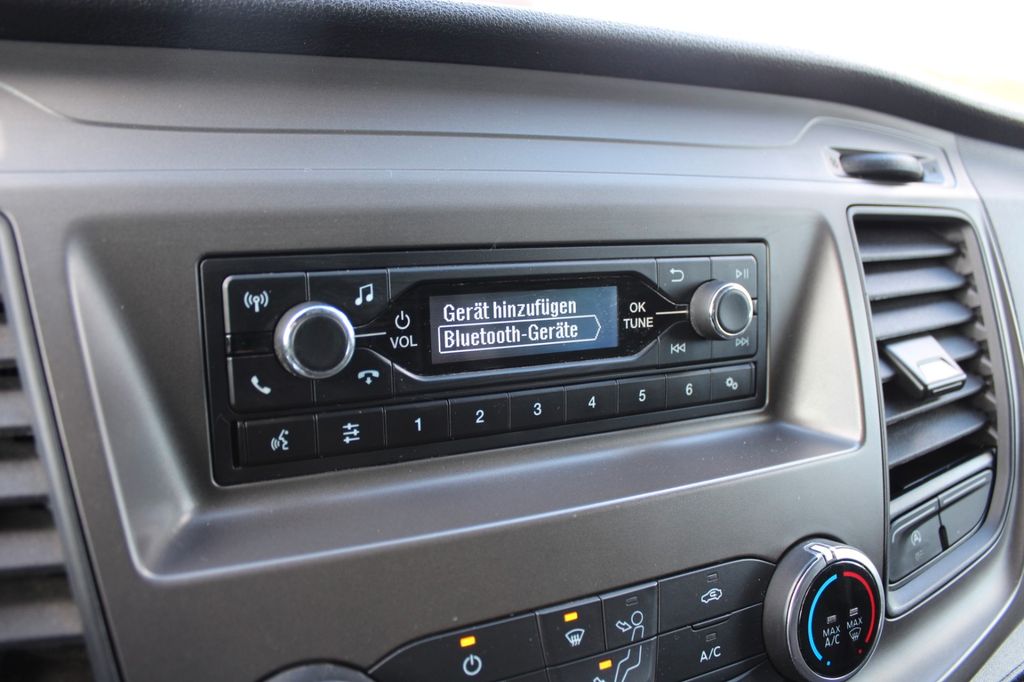 Gerät hinzufügen
Bluetooth-Geräte
VOL
OK
TUNE
1 2 3 4 5 6
MAX
A/C
MAX
A/C